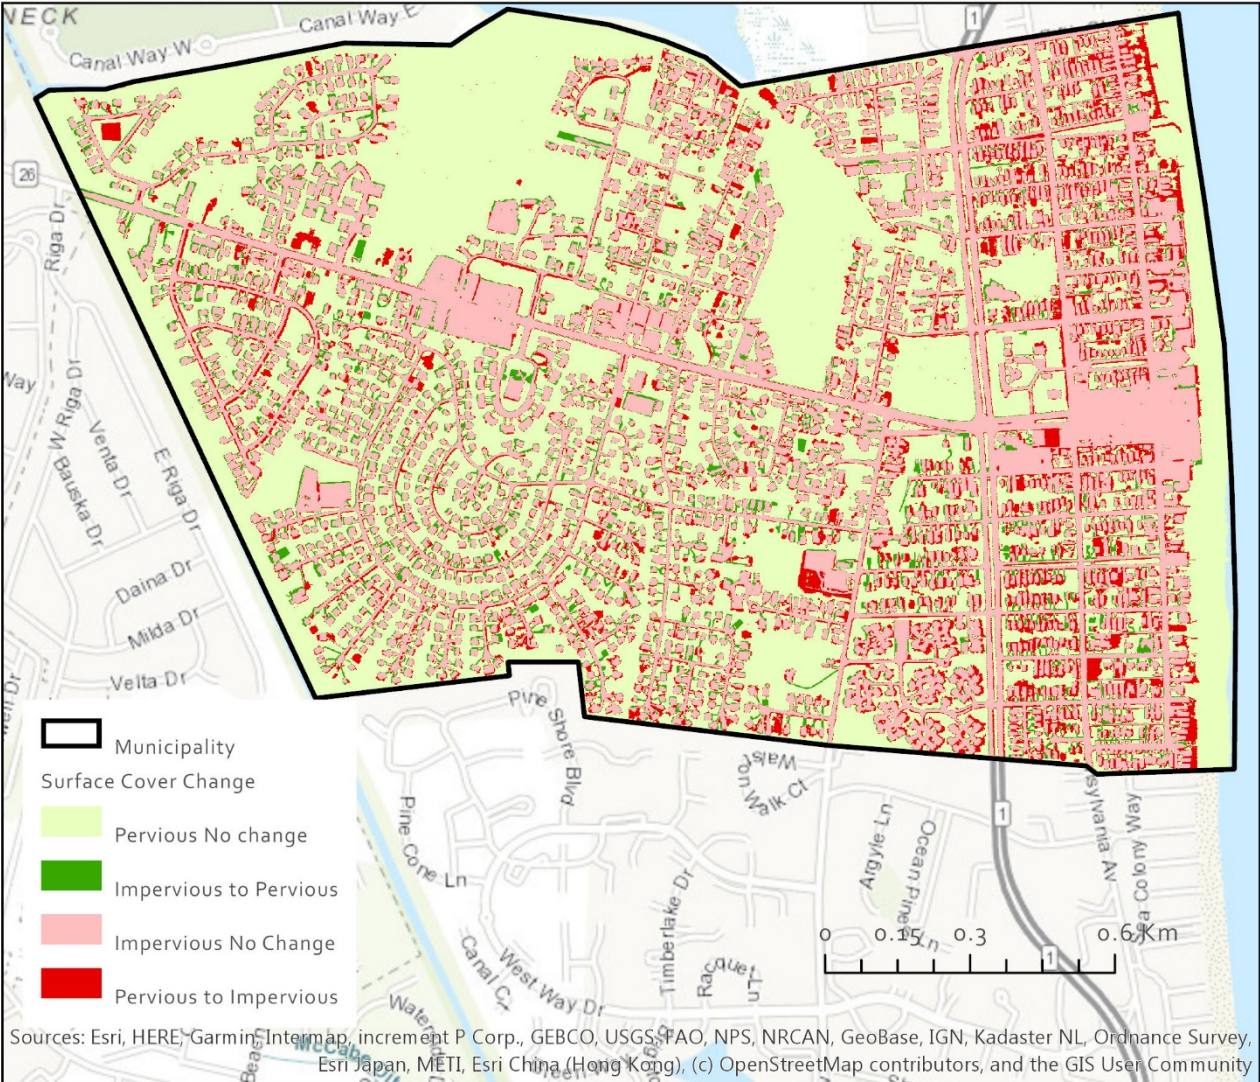 NECK
Canal Way E
Canal Way W
1
26
Riga Dr
Way
W Riga Dr
Venta Dr
E Riga Dr
W Bauska Dr
Daina Dr
Milda Dr
Velta Dr
Pine Shore Blvd
Walston Walk Ct
Pine Cone Ln
1
Argyle Ln
Ocean Pine Ln
Sea Colony Way
sylvania Av
Timberlake Dr
Racquet Ln
Canal Ct
West Way Dr
1
Municipality
Surface Cover Change
Pervious No change
Impervious to Pervious
Impervious No Change
Pervious to Impervious
0 0.15 0.3 0.6 Km
Sources: Esri, HERE, Garmin, Intermap, increment P Corp., GEBCO, USGS, FAO, NPS, NRCAN, GeoBase, IGN, Kadaster NL, Ordnance Survey,
Esri Japan, METI, Esri China (Hong Kong), (c) OpenStreetMap contributors, and the GIS User Community